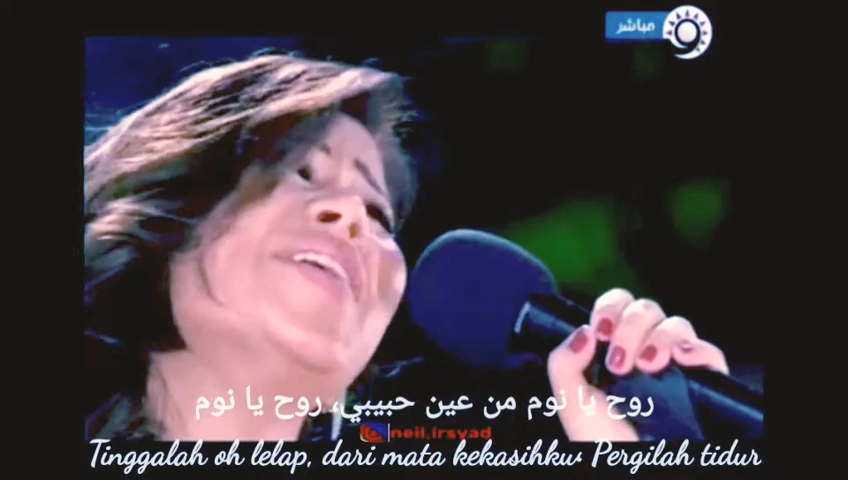 مباشر
9
روح يا نوم من عين حبيبي، روح يا نوم
neil.irsyad
Tinggalah oh lelap, dari mata kekasihku. Pergilah tidur